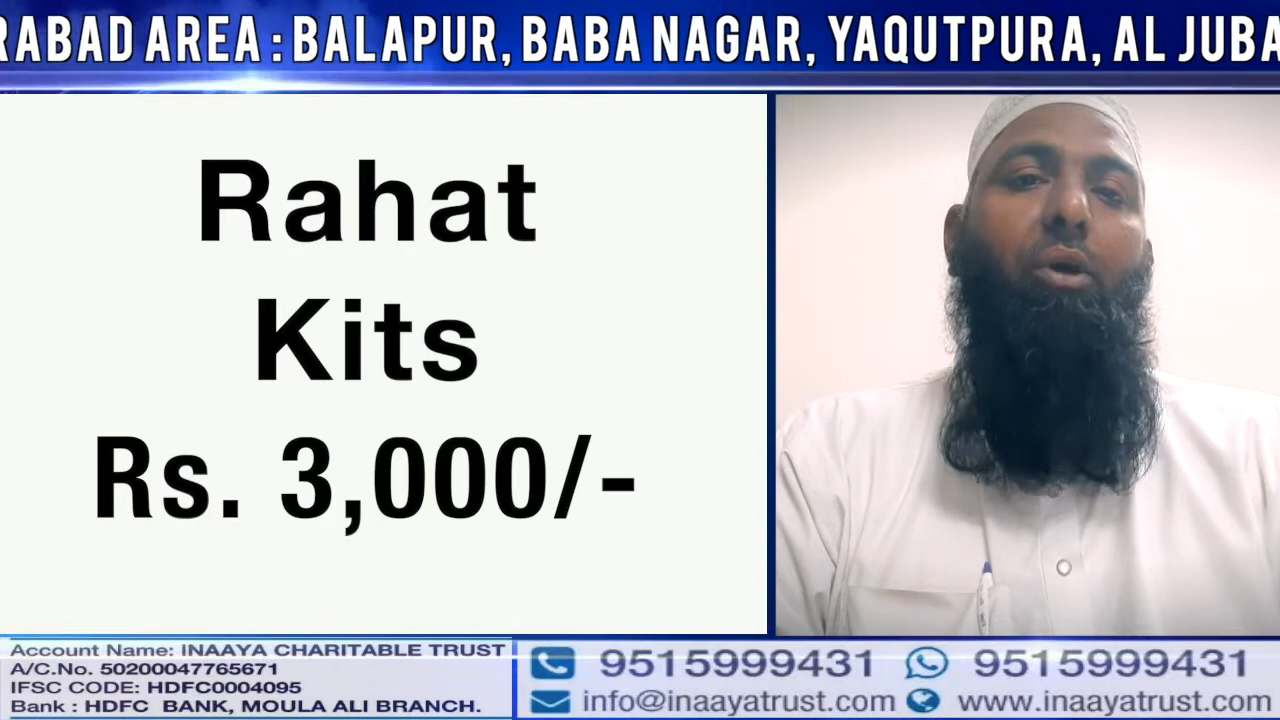 RABAD AREA : BALAPUR, BABA NAGAR, YAQUTPURA, AL JUBA
Rahat
Kits
Rs. 3,000/-
Account Name: INAAYA CHARITABLE TRUST
A/C.No. 50200047765671
IFSC CODE: HDFC0004095
Bank : HDFC BANK, MOULA ALI BRANCH.
9515999431 9515999431
info@inaayatrust.com www.inaayatrust.com